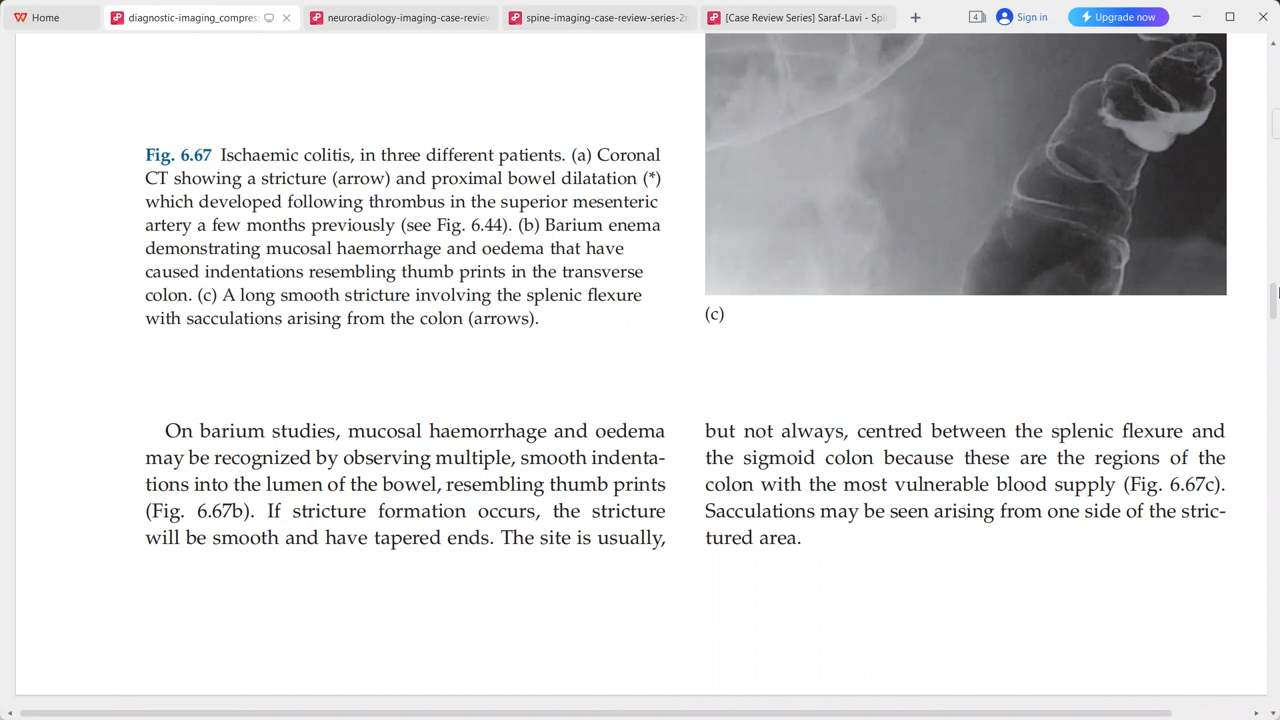 Home
diagnostic-imaging_compres
neuroradiology-imaging-case-review
spine-imaging-case-review-series-2
[Case Review Series] Saraf-Lavi - Spi
4
Sign in
Upgrade now
Fig. 6.67 Ischaemic colitis, in three different patients. (a) Coronal
CT showing a stricture (arrow) and proximal bowel dilatation (*)
which developed following thrombus in the superior mesenteric
artery a few months previously (see Fig. 6.44). (b) Barium enema
demonstrating mucosal haemorrhage and oedema that have
caused indentations resembling thumb prints in the transverse
colon. (c) A long smooth stricture involving the splenic flexure
with sacculations arising from the colon (arrows).
(c)
On barium studies, mucosal haemorrhage and oedema
may be recognized by observing multiple, smooth indenta-
tions into the lumen of the bowel, resembling thumb prints
(Fig. 6.67b). If stricture formation occurs, the stricture
will be smooth and have tapered ends. The site is usually,
but not always, centred between the splenic flexure and
the sigmoid colon because these are the regions of the
colon with the most vulnerable blood supply (Fig. 6.67c).
Sacculations may be seen arising from one side of the stric-
tured area.